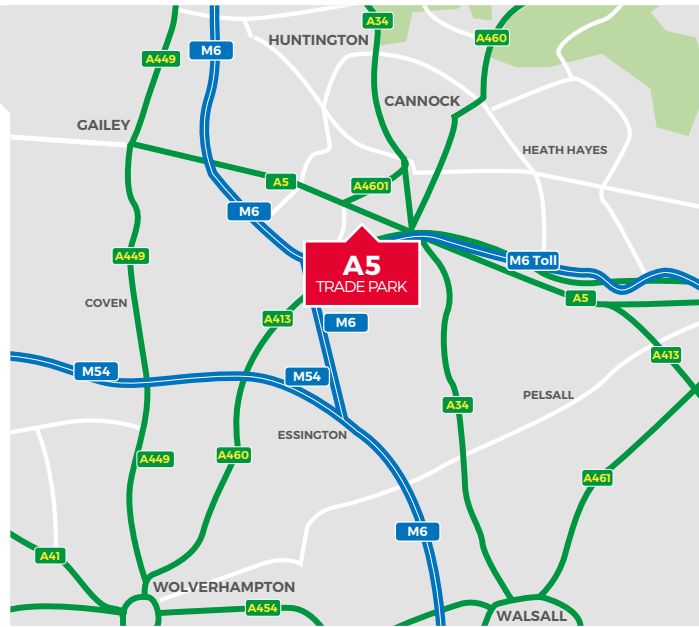 A34
A460
HUNTINGTON
M6
A449
CANNOCK
GAILEY
HEATH HAYES
A5
A4601
M6
A449
M6 Toll
A5
TRADE PARK
A5
COVEN
A413
M6
A413
M54
M54
PELSALL
A34
ESSINGTON
A449
A460
A461
M6
A41
WOLVERHAMPTON
A454
WALSALL